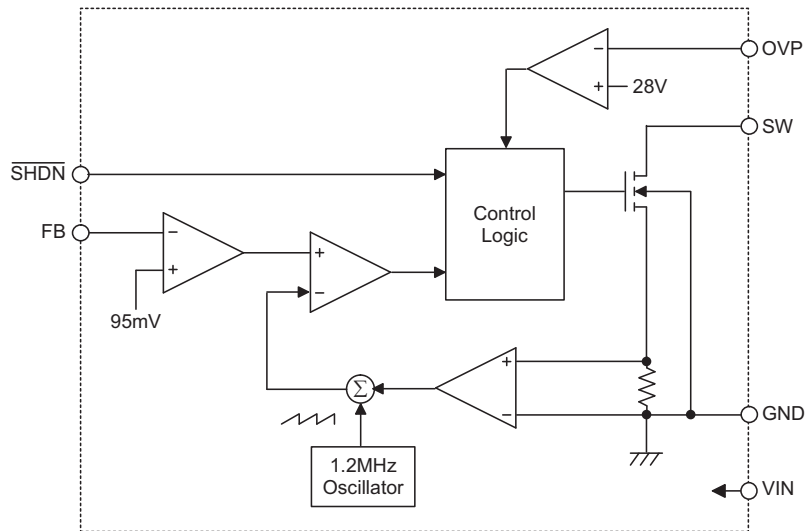 OVP
−
+
28V
SW
SHDN
FB
Control
Logic
−
+
95mV
+
−
+
−
Σ
GND
1.2MHz
Oscillator
VIN